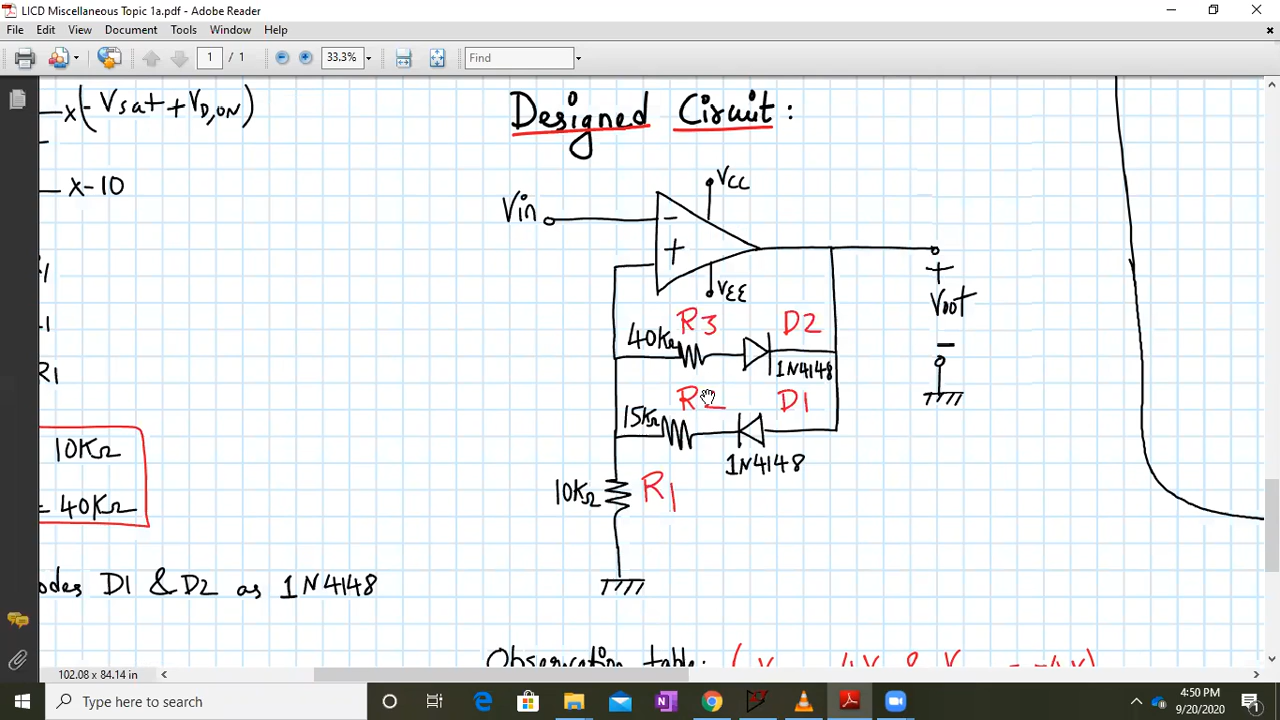 LICD Miscellaneous Topic 1a.pdf - Adobe Reader
File Edit View Document Tools Window Help
1 / 1 33.3% Find
x(-Vsat + VD,ON)
x-10
R1
10KΩ
= 40KΩ
odes D1 & D2 as 1N4148
Designed Circuit:
Vin
VCC
-
+
VEE
+
Vout
-
R3
40KΩ
D2
1N4148
R2
15KΩ
D1
1N4148
10KΩ
R1
Observation table:
102.08 x 84.14 in
Type here to search
4:50 PM
9/20/2020